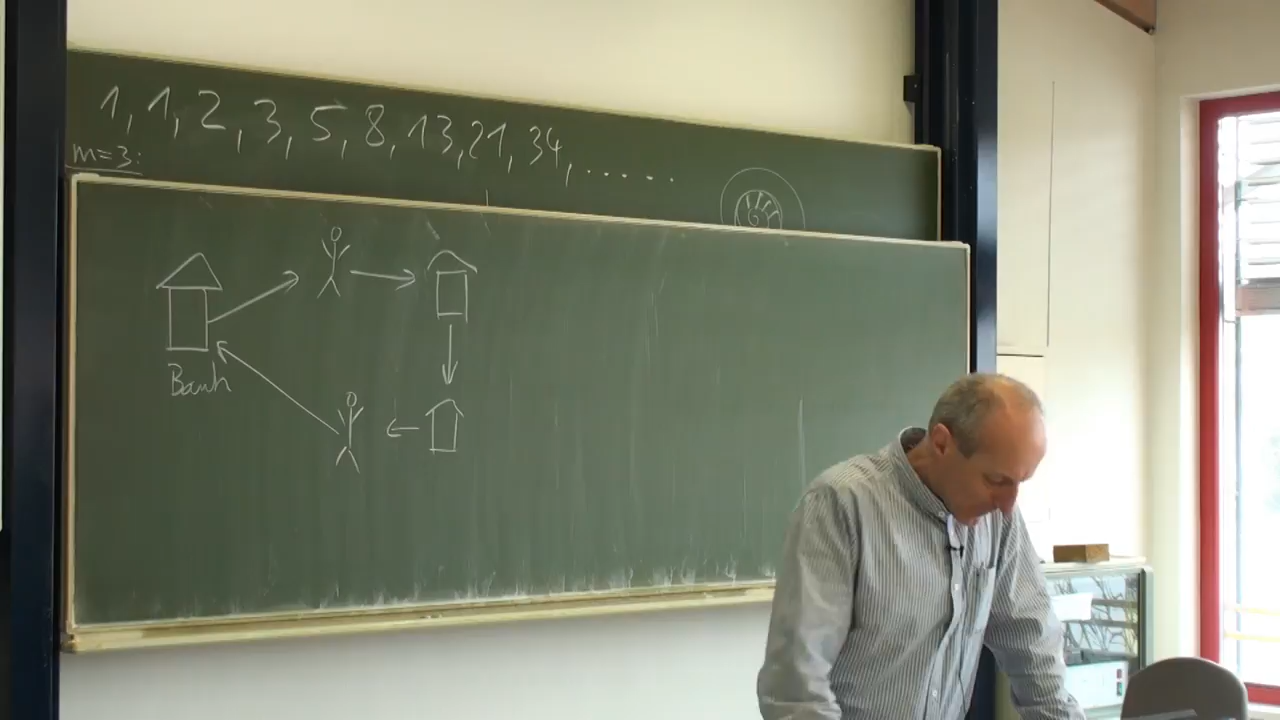 1, 1, 2, 3, 5, 8, 13, 21, 34, .....
m=3:
Bank